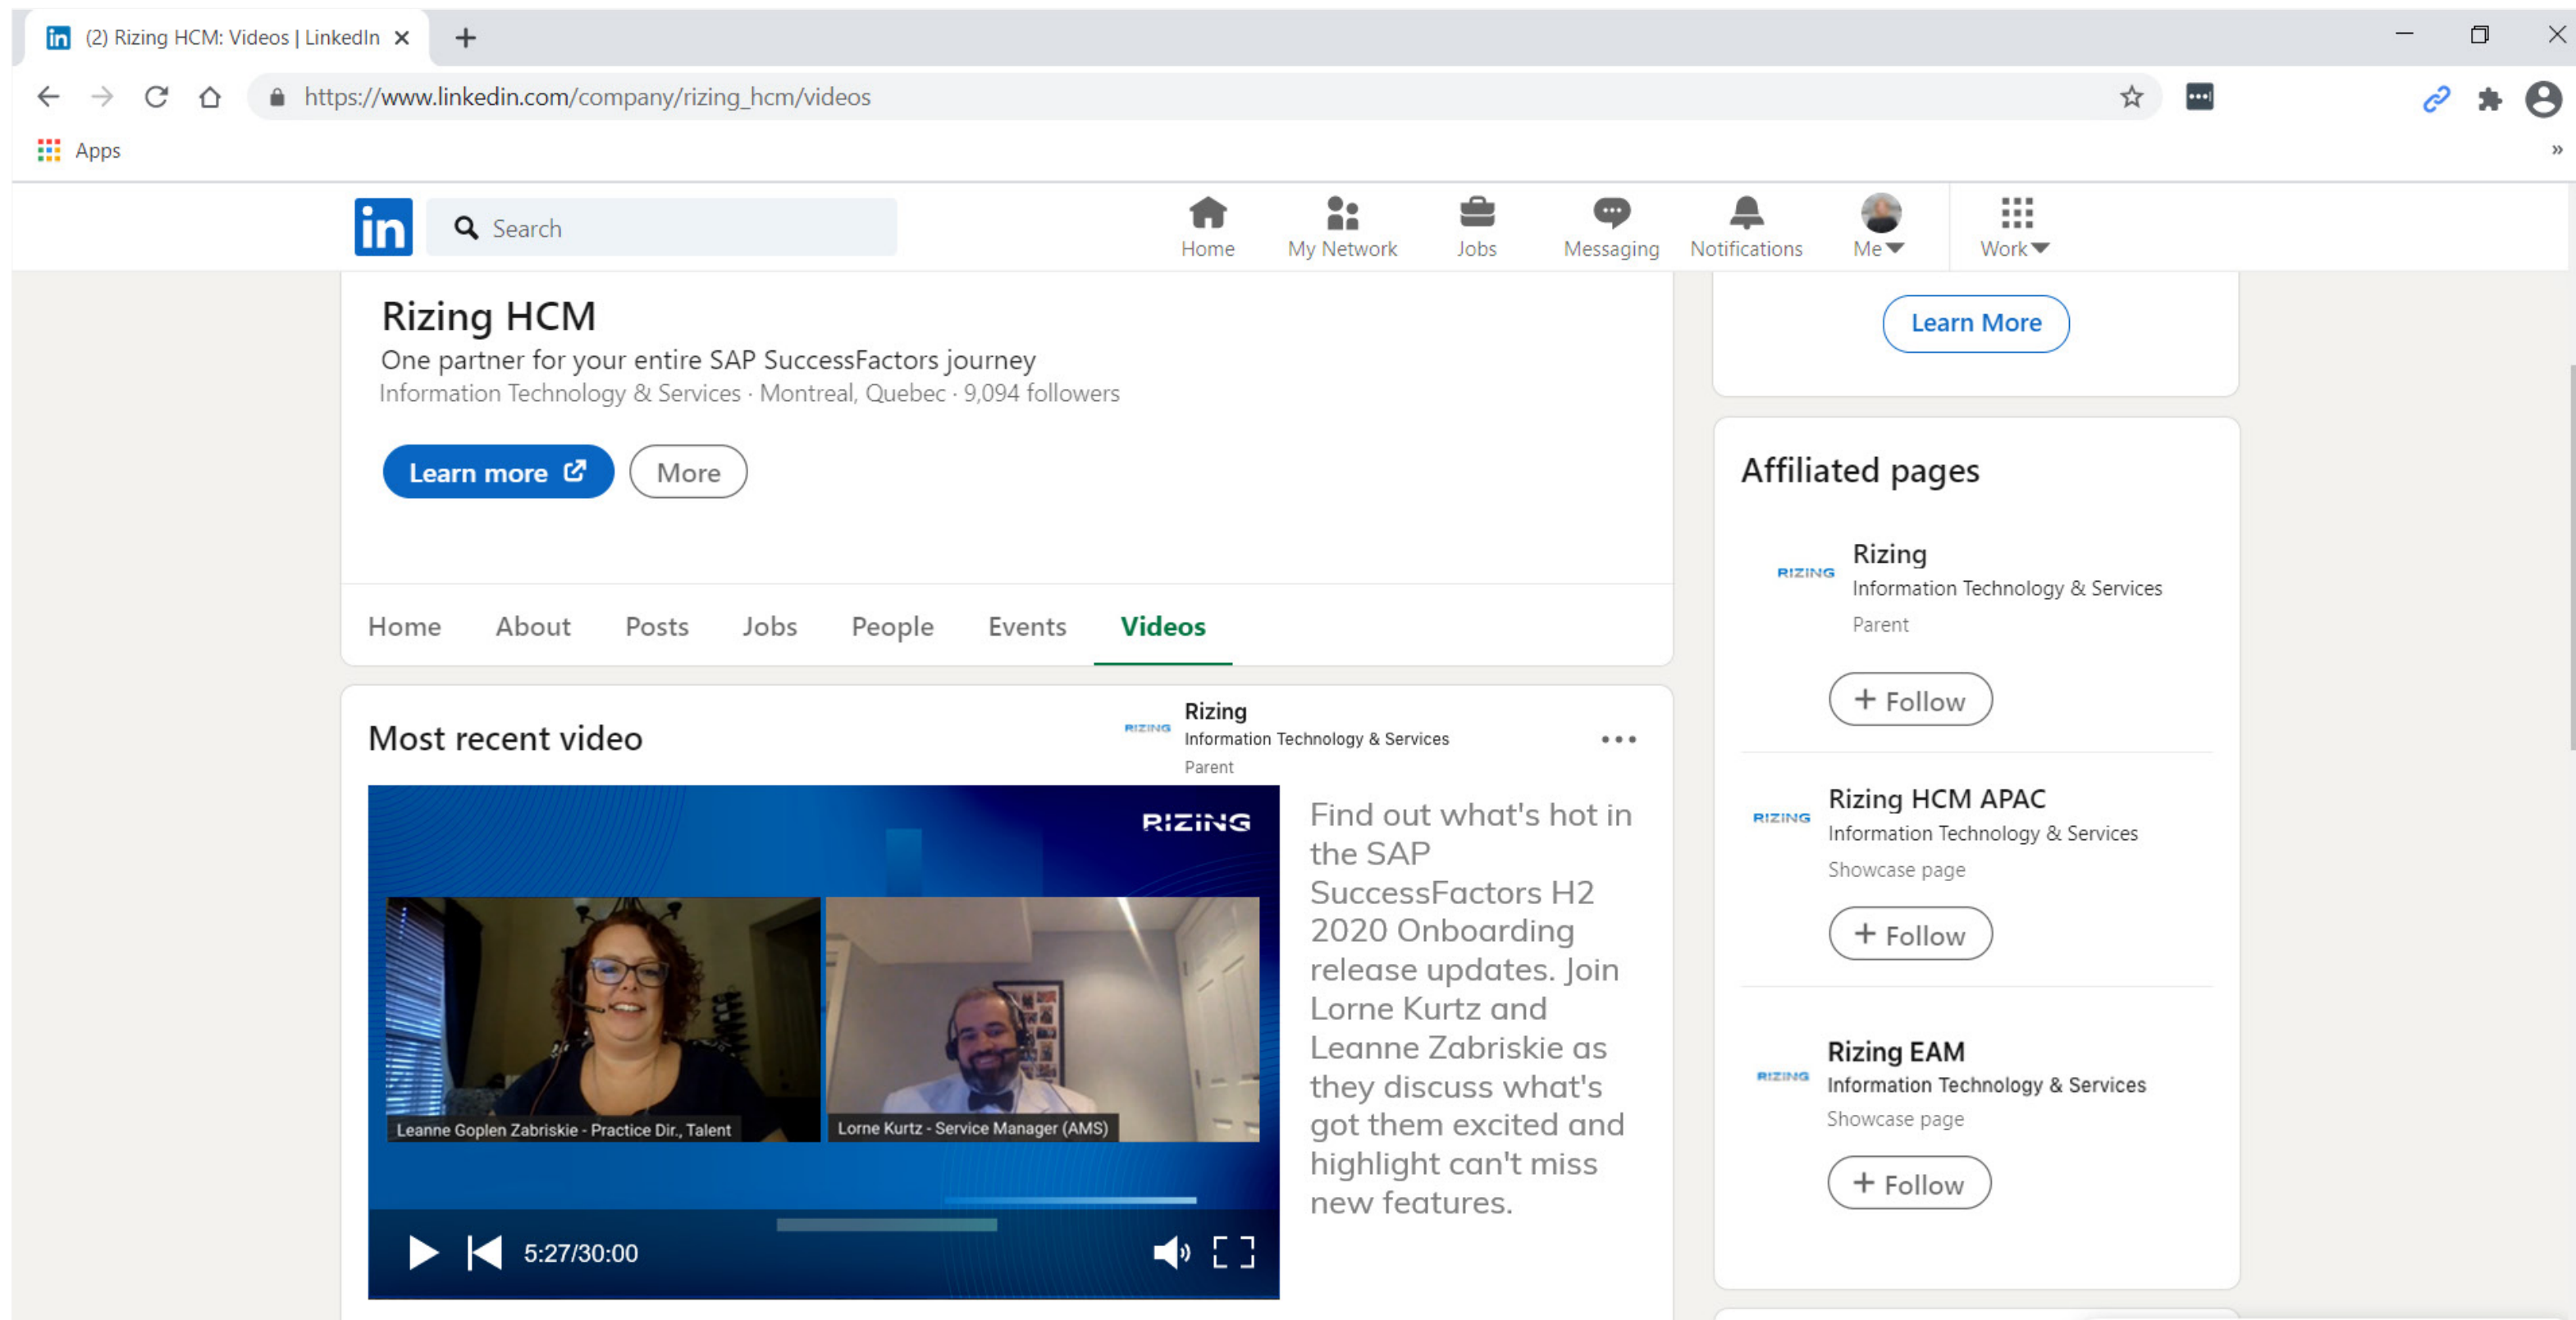 in (2) Rizing HCM: Videos | LinkedIn
https://www.linkedin.com/company/rizing_hcm/videos
Apps
»
in Search
Home My Network Jobs Messaging Notifications Me Work
Rizing HCM
One partner for your entire SAP SuccessFactors journey
Information Technology & Services · Montreal, Quebec · 9,094 followers
Learn more More
Home About Posts Jobs People Events Videos
Most recent video
RIZING
Rizing
Information Technology & Services
Parent
RIZING
Leanne Goplen Zabriskie - Practice Dir., Talent
Lorne Kurtz - Service Manager (AMS)
5:27/30:00
Find out what's hot in
the SAP
SuccessFactors H2
2020 Onboarding
release updates. Join
Lorne Kurtz and
Leanne Zabriskie as
they discuss what's
got them excited and
highlight can't miss
new features.
Learn More
Affiliated pages
RIZING
Rizing
Information Technology & Services
Parent
+ Follow
RIZING
Rizing HCM APAC
Information Technology & Services
Showcase page
+ Follow
RIZING
Rizing EAM
Information Technology & Services
Showcase page
+ Follow